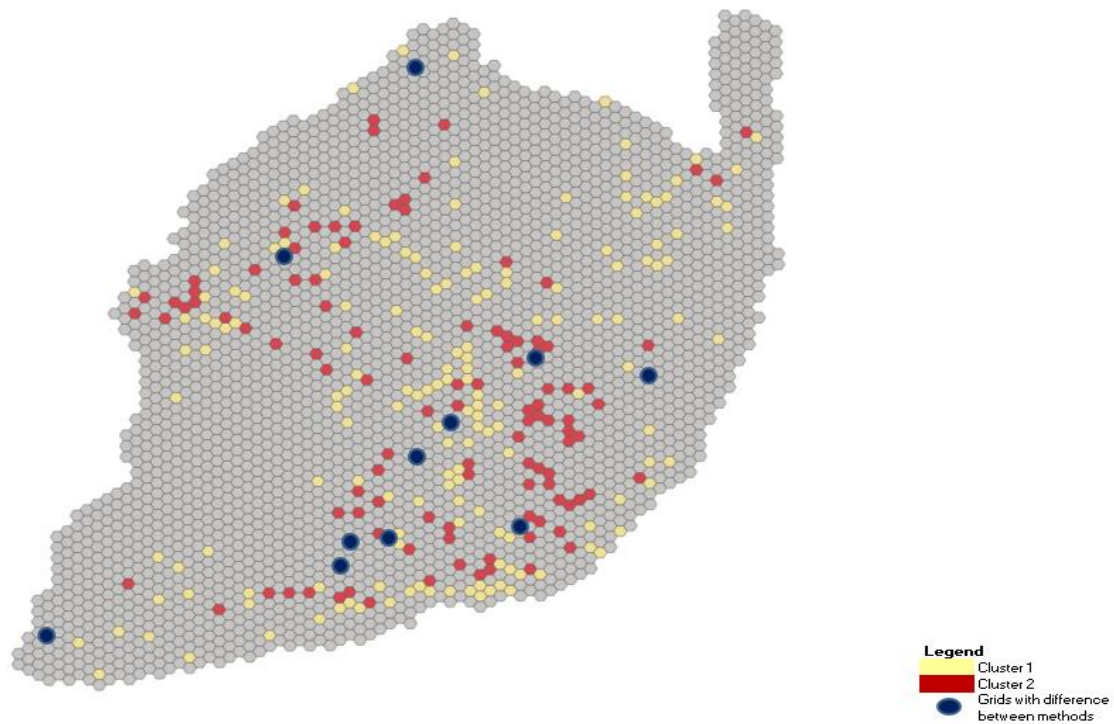 Legend
Cluster 1
Cluster 2
Grids with difference
between methods